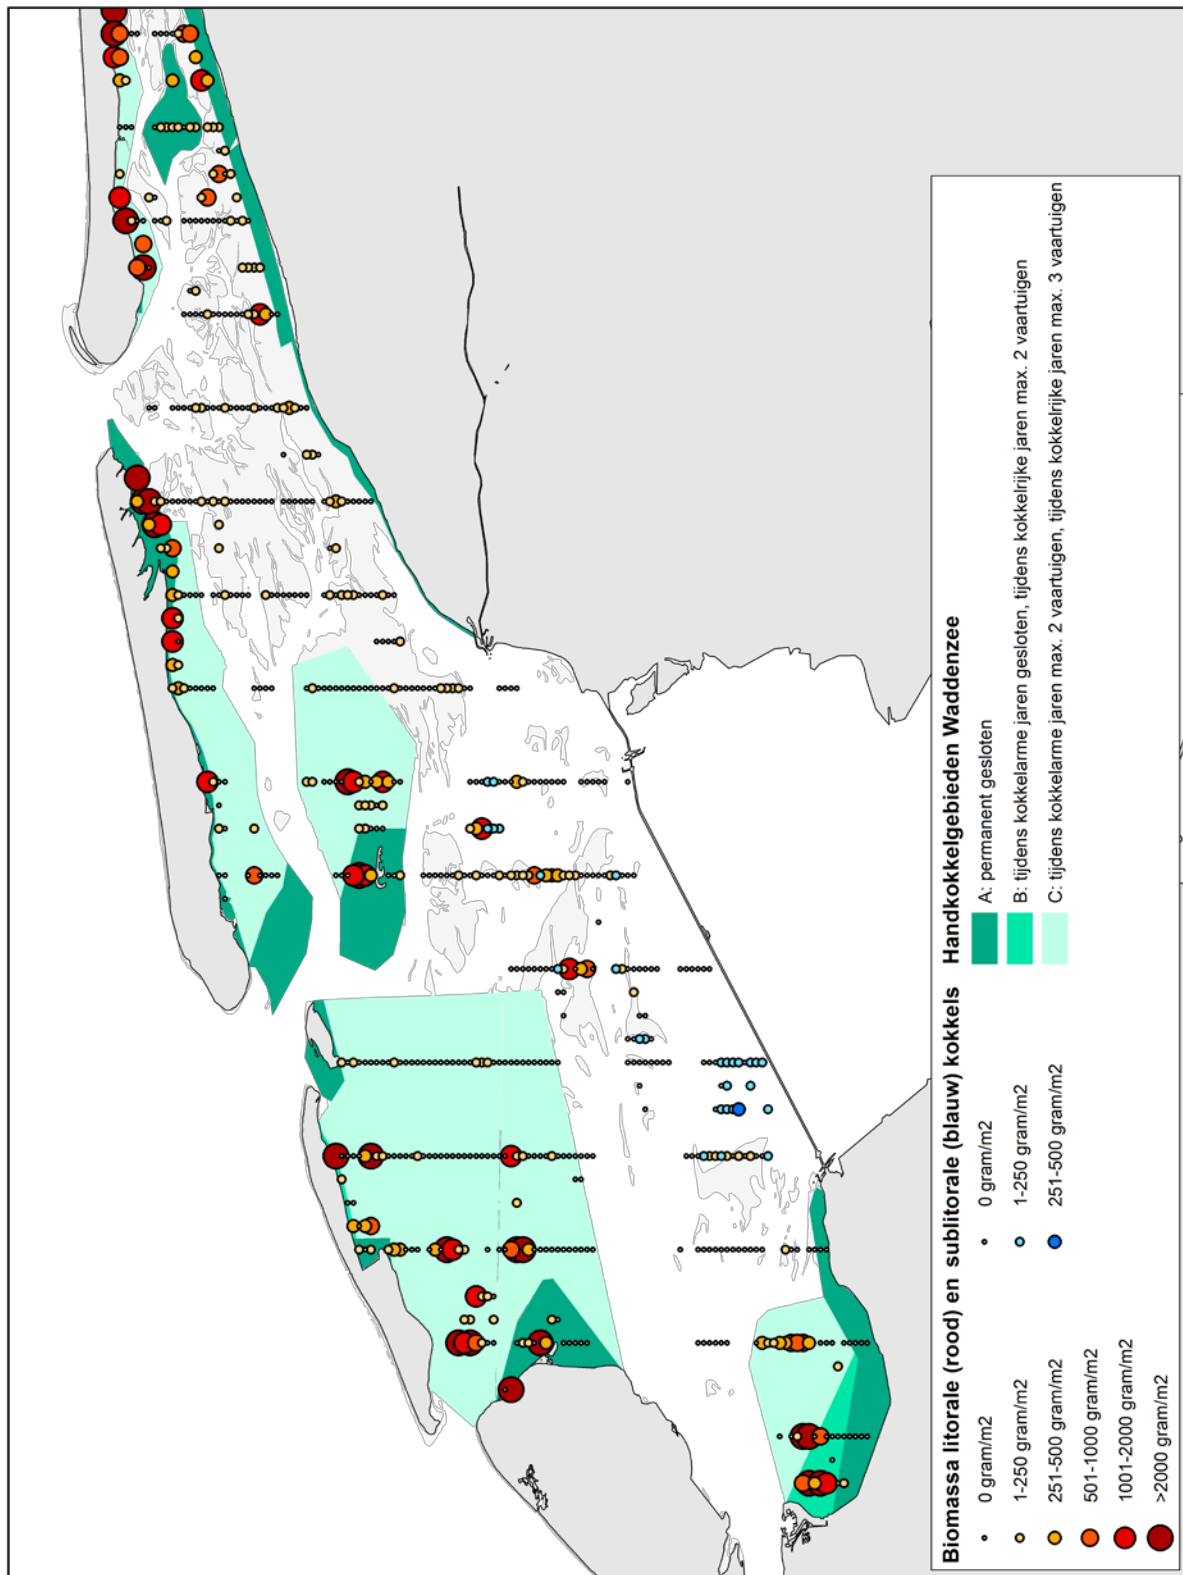 Biomassa litorale (rood) en sublitorale (blauw) kokkels
0 gram/m2
1-250 gram/m2
251-500 gram/m2
501-1000 gram/m2
1001-2000 gram/m2
>2000 gram/m2
0 gram/m2
1-250 gram/m2
251-500 gram/m2
Handkokkelgebieden Waddenzee
A: permanent gesloten
B: tijdens kokkelarme jaren gesloten, tijdens kokkelrijke jaren max. 2 vaartuigen
C: tijdens kokkelarme jaren max. 2 vaartuigen, tijdens kokkelrijke jaren max. 3 vaartuigen